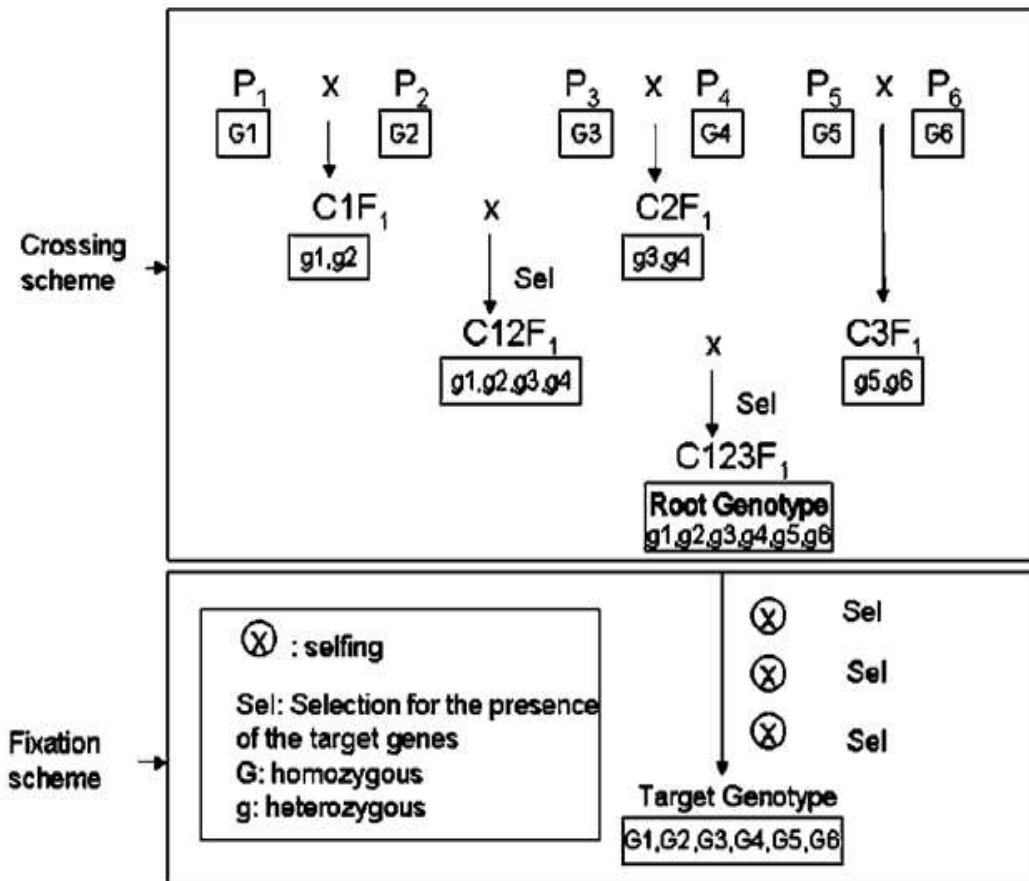 P1 x P2 P3 x P4 P5 x P6
G1 G2 G3 G4 G5 G6
C1F1 x C2F1
g1,g2 g3,g4
Crossing
scheme
Sel
C12F1 x C3F1
g1,g2,g3,g4 g5,g6
Sel
C123F1
Root Genotype
g1,g2,g3,g4,g5,g6
X Sel
X : selfing
X Sel
Sel: Selection for the presence
of the target genes
X Sel
G: homozygous
g: heterozygous
Fixation
scheme
Target Genotype
G1,G2,G3,G4,G5,G6